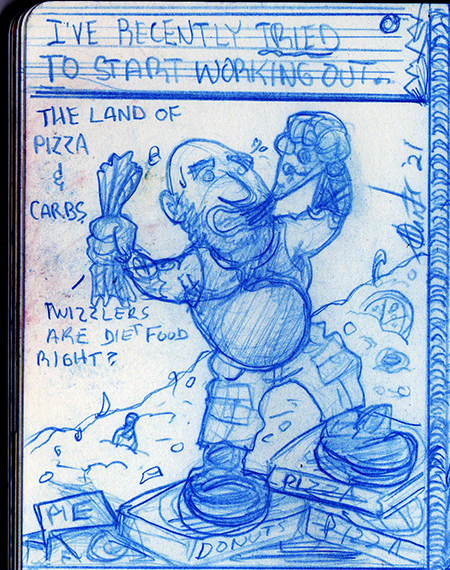 I'VE RECENTLY TRIED
TO START WORKING OUT..
THE LAND OF
PIZZA
&
CARBS
TWIZZLERS
ARE DIET FOOD
RIGHT?
21
ME
DONUTS
PIZZA
PIZZA